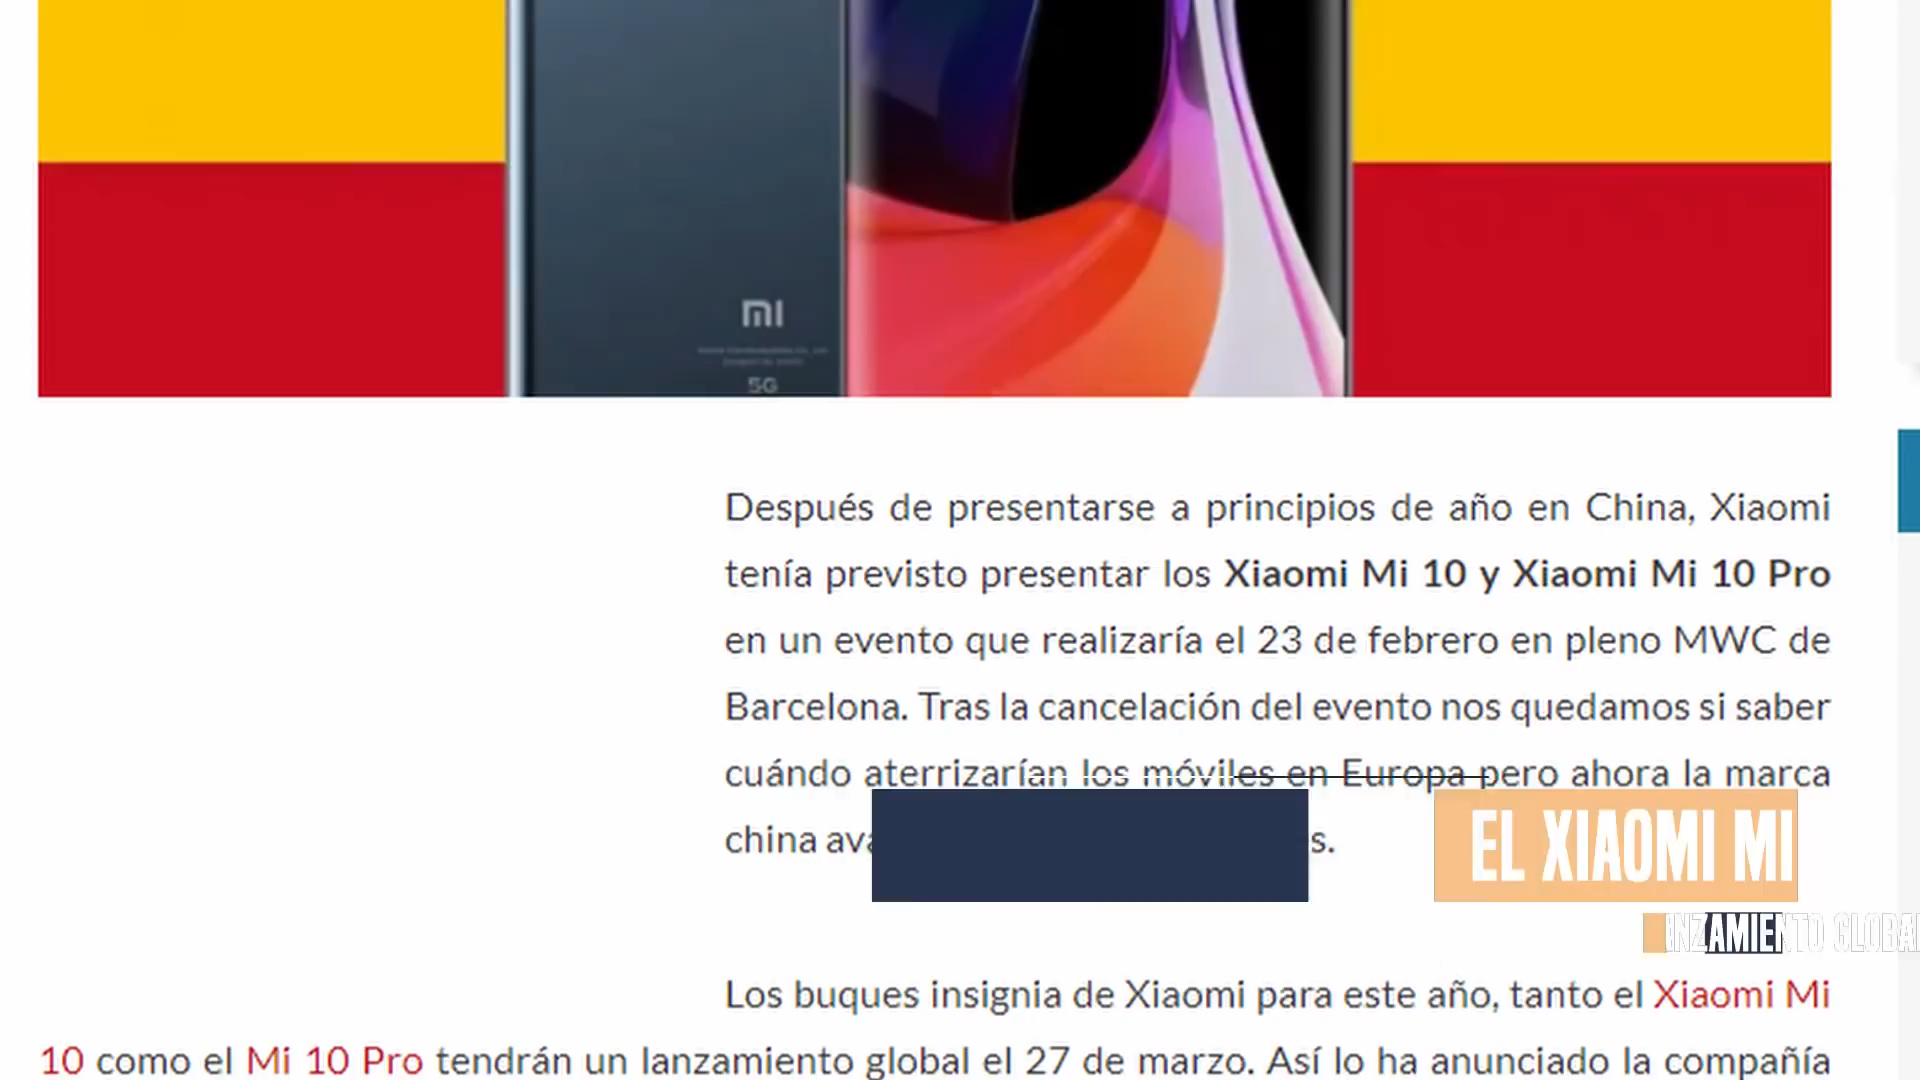 MI
5G
Después de presentarse a principios de año en China, Xiaomi
tenía previsto presentar los Xiaomi Mi 10 y Xiaomi Mi 10 Pro
en un evento que realizaría el 23 de febrero en pleno MWC de
Barcelona. Tras la cancelación del evento nos quedamos si saber
cuándo aterrizarían los móviles en Europa pero ahora la marca
china
EL XIAOMI MI
Los buques insignia de Xiaomi para este año, tanto el Xiaomi Mi
10 como el Mi 10 Pro tendrán un lanzamiento global el 27 de marzo. Así lo ha anunciado la compañía